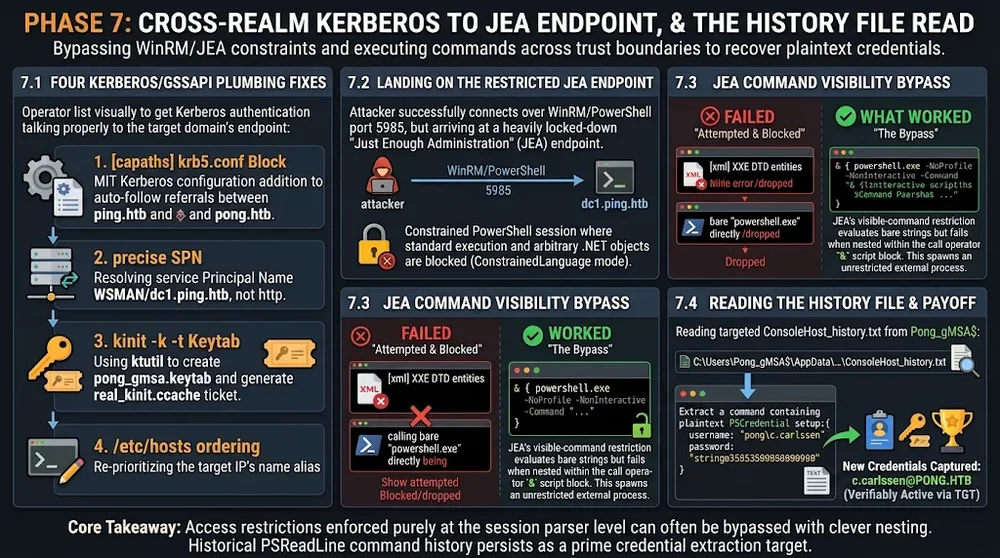 PHASE 7: CROSS-REALM KERBEROS TO JEA ENDPOINT, & THE HISTORY FILE READ
Bypassing WinRM/JEA constraints and executing commands across trust boundaries to recover plaintext credentials.
7.1 FOUR KERBEROS/GSSAPI PLUMBING FIXES
Operator list visually to get Kerberos authentication
talking properly to the target domain's endpoint:
1. [capaths] krb5.conf Block
MIT Kerberos configuration addition to
auto-follow referrals between
ping.htb and and pong.htb.
2. precise SPN
Resolving service Principal Name
WSMAN/dc1.ping.htb, not http.
3. kinit -k -t Keytab
Using ktutil to create
pong_gmsa.keytab and generate
real_kinit.ccache ticket.
4. /etc/hosts ordering
Re-prioritizing the target IP's name alias
7.2 LANDING ON THE RESTRICTED JEA ENDPOINT
Attacker successfully connects over WinRM/PowerShell
port 5985, but arriving at a heavily locked-down
"Just Enough Administration" (JEA) endpoint.
WinRM/PowerShell
5985
attacker
dc1.ping.htb
Constrained PowerShell session where
standard execution and arbitrary .NET objects
are blocked (ConstrainedLanguage mode).
7.3 JEA COMMAND VISIBILITY BYPASS
FAILED
"Attempted & Blocked"
XML
[xml] XXE DTD entities
error/dropped
bare "powershell.exe"
directly /dropped
Dropped
WHAT WORKED
"The Bypass"
& { powershell.exe -NoProfile
-NonInteractive -Command
JEA's visible-command restriction
evaluates bare strings but fails
when nested within the call operator
"&" script block. This spawns an
unrestricted external process.
7.3 JEA COMMAND VISIBILITY BYPASS
FAILED
"Attempted & Blocked"
XML
[xml] XXE DTD entities
calling bare
"powershell.exe"
directly being
Show attempted
Blocked/dropped
WORKED
"The Bypass"
& { powershell.exe
-NoProfile -NonInteractive
-Command "..."
JEA's visible-command restriction
evaluates bare strings but fails
when nested within the call opera-
tor '&' script block. This spawns
an unrestricted external process.
7.4 READING THE HISTORY FILE & PAYOFF
Reading targeted ConsoleHost_history.txt from Pong_gMSA$:
C:\Users\Pong_gMSA$\AppData\...\ConsoleHost_history.txt
Extract a command containing
plaintext PSCredential setup:{
username: "pong\c.carlssen"
password:
}
TEXT
New Credentials Captured:
c.carlssen@PONG.HTB
(Verifiably Active via TGT)
Core Takeaway: Access restrictions enforced purely at the session parser level can often be bypassed with clever nesting.
Historical PSReadLine command history persists as a prime credential extraction target.